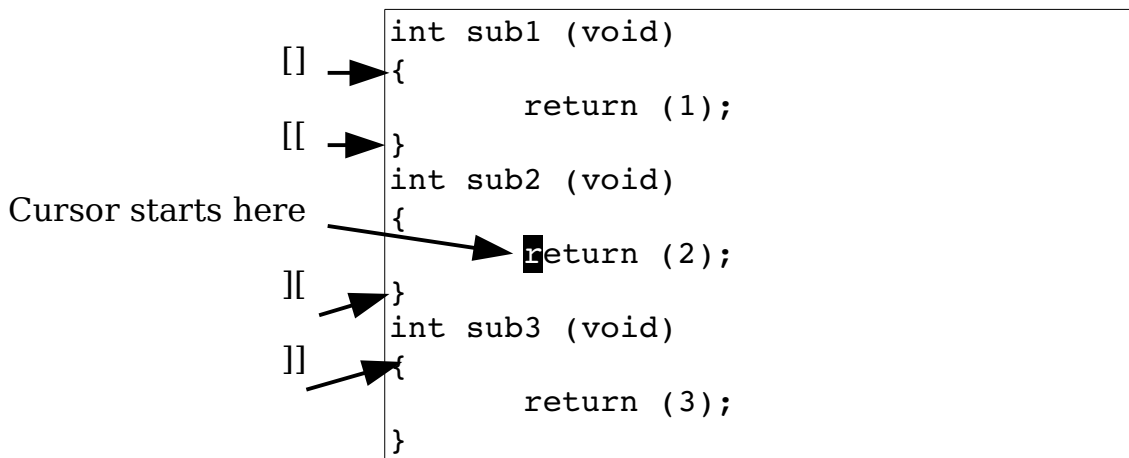 int sub1 (void)
[] {
return (1);
[[ }
int sub2 (void)
Cursor starts here {
return (2);
][ }
int sub3 (void)
]] {
return (3);
}